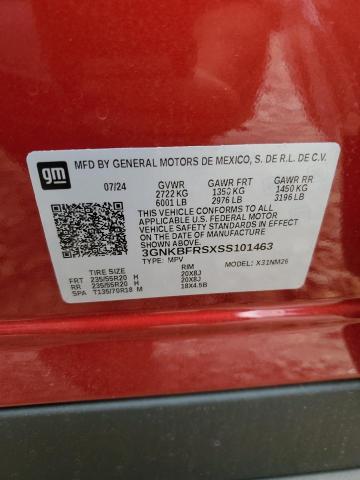 gm
MFD BY GENERAL MOTORS DE MEXICO, S. DE R.L. DE C.V.
07/24 GVWR GAWR FRT GAWR RR
2722 KG 1350 KG 1450 KG
6001 LB 2976 LB 3196 LB
THIS VEHICLE CONFORMS TO ALL
APPLICABLE U.S. FEDERAL MOTOR
VEHICLE SAFETY AND THEFT PREVENTION
STANDARDS IN EFFECT ON THE DATE OF
MANUFACTURE SHOWN ABOVE.
3GNKBFRSXSS101463
TYPE: MPV MODEL: X31NM26
TIRE SIZE RIM
FRT 235/55R20 H 20X8J
RR 235/55R20 H 20X8J
SPA T135/70R18 M 18X4.5B